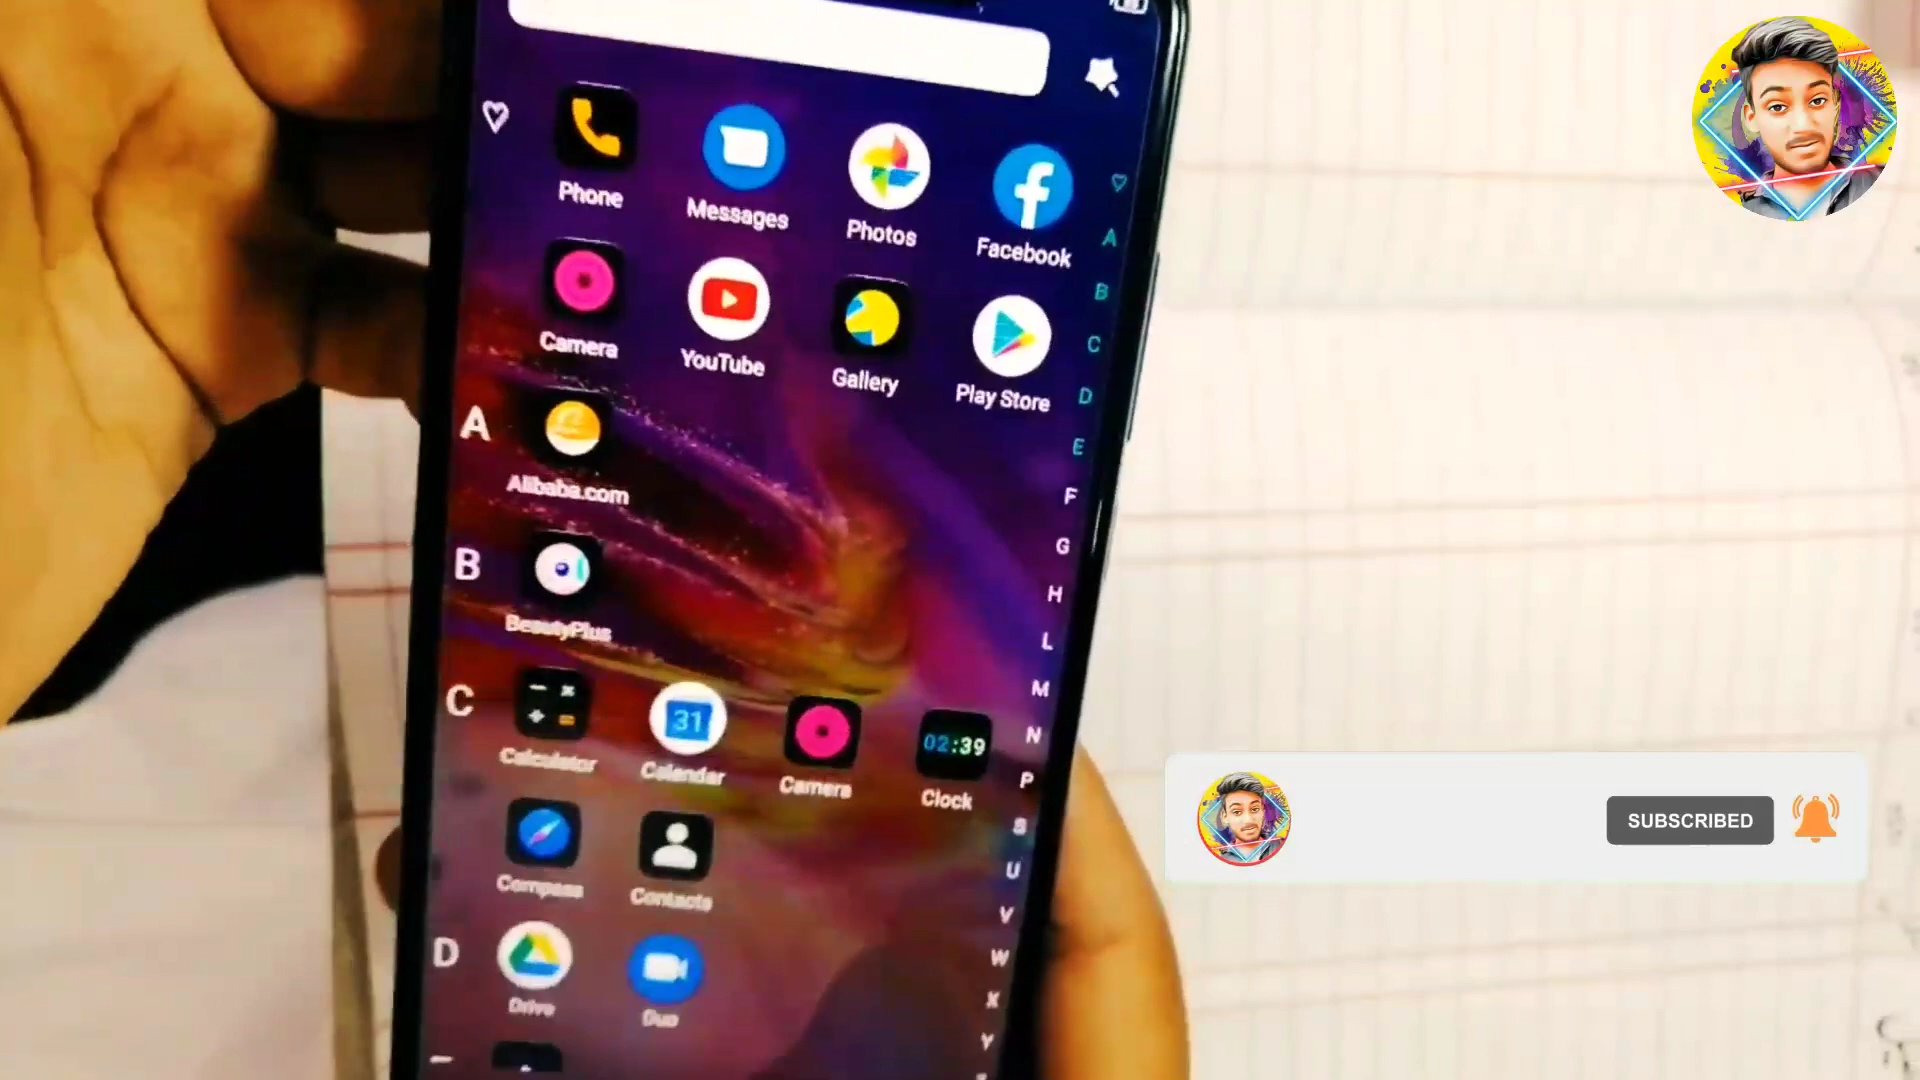 Phone
Messages
Photos
Facebook
Camera
YouTube
Gallery
Play Store
A
Alibaba.com
B
BeautyPlus
C
Calculator
31
Calendar
Camera
02:39
Clock
Compass
Contacts
D
Drive
Duo
A
B
C
D
E
F
G
H
L
M
N
P
S
U
V
W
X
Y
SUBSCRIBED